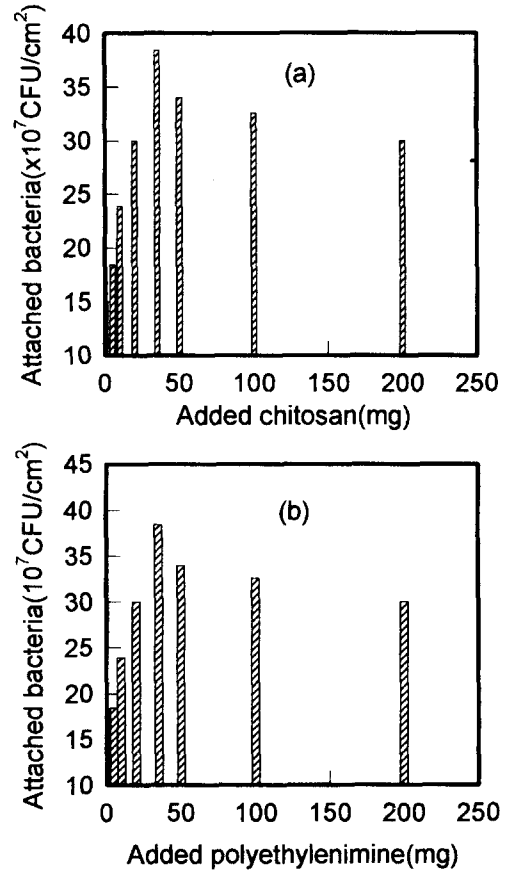 Attached bacteria(x10⁷CFU/cm²)
40
35
30
25
20
15
10
(a)
0 50 100 150 200 250
Added chitosan(mg)
Attached bacteria(10⁷CFU/cm²)
45
40
35
30
25
20
15
10
(b)
0 50 100 150 200 250
Added polyethylenimine(mg)